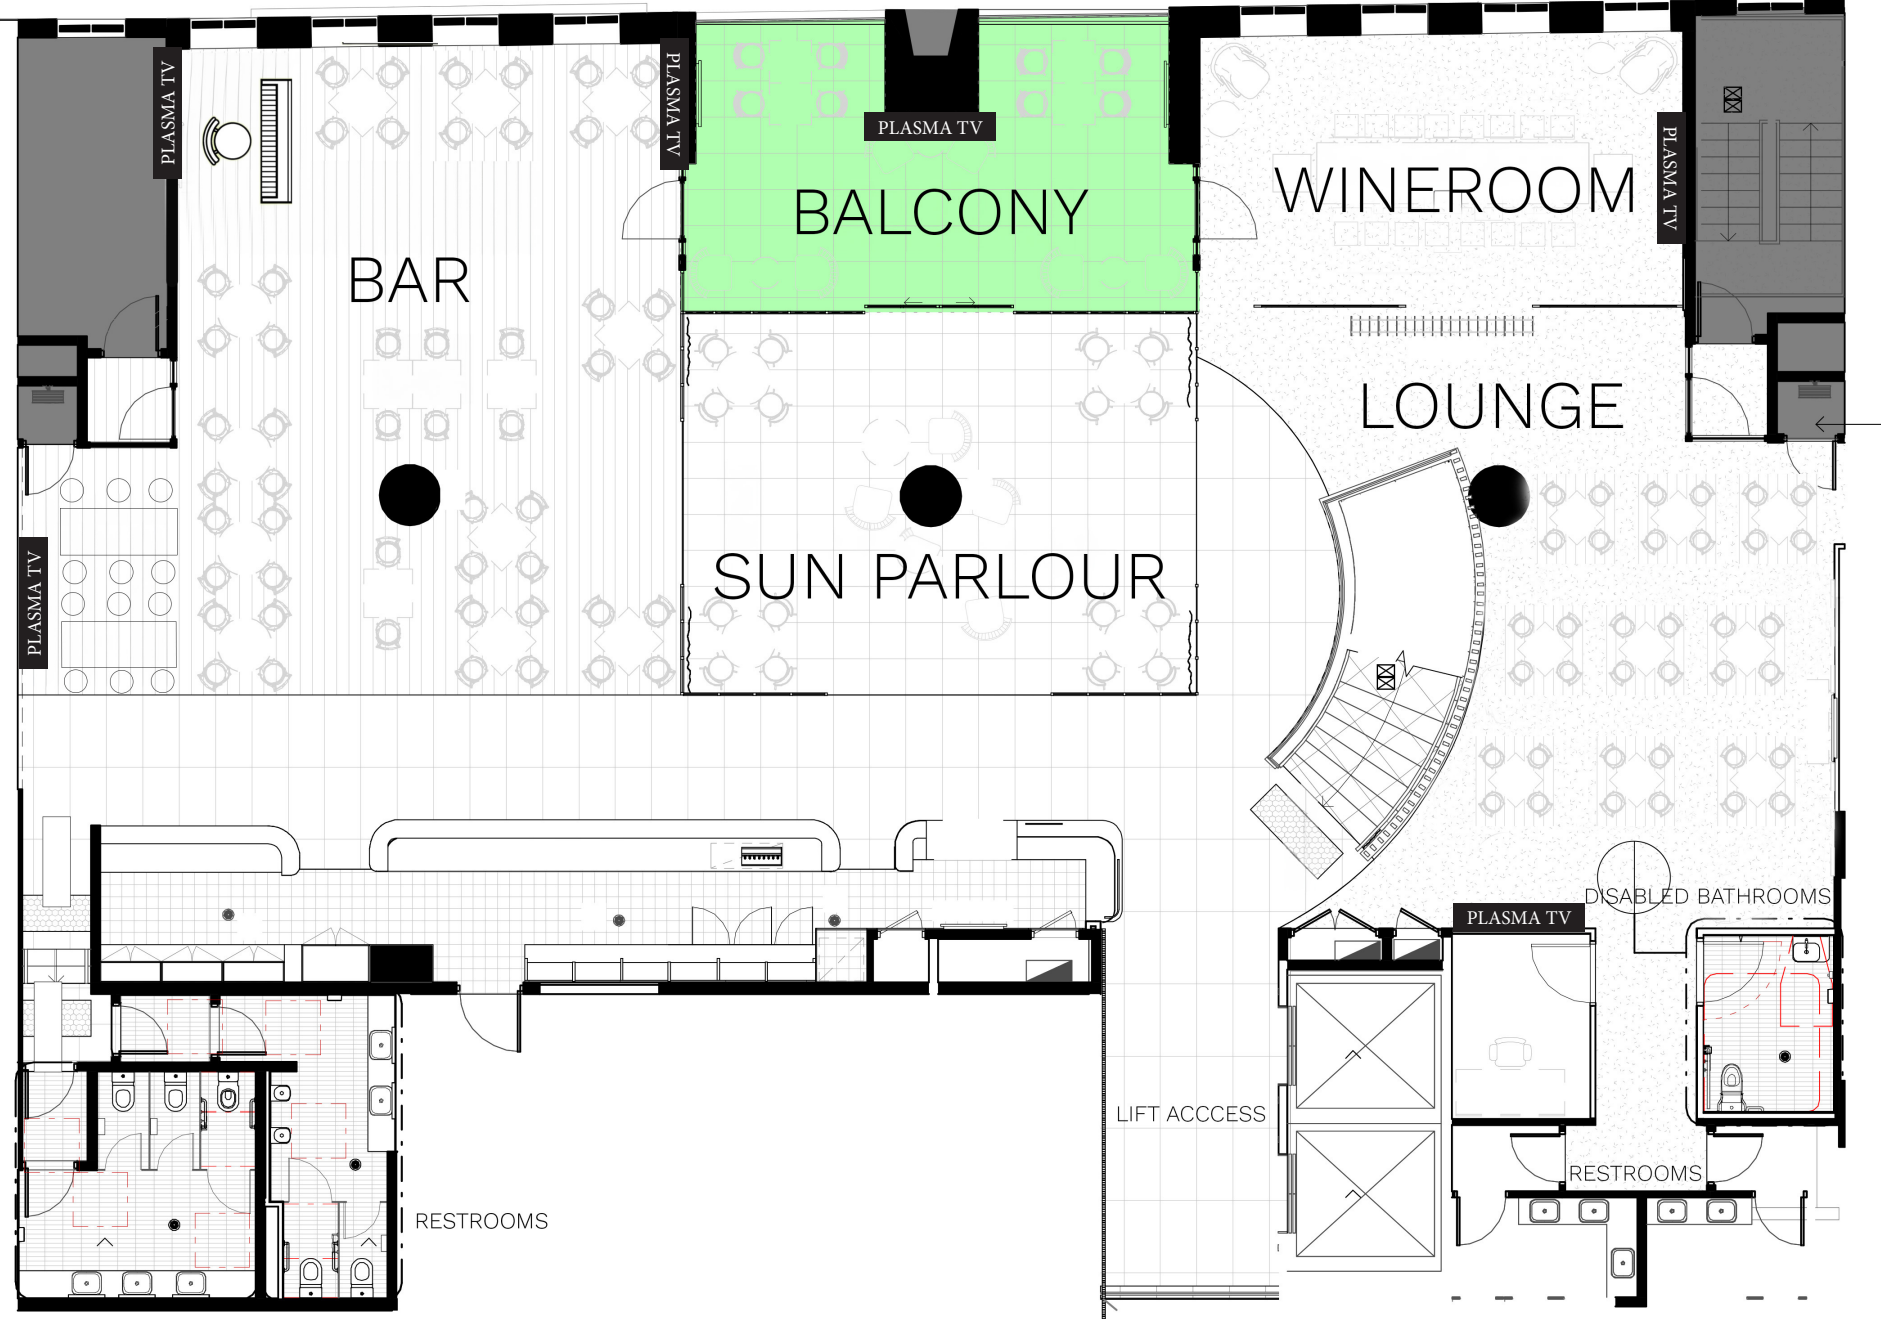 PLASMA TV
PLASMA TV
PLASMA TV
BALCONY
WINEROOM
PLASMA TV
BAR
LOUNGE
SUN PARLOUR
PLASMA TV
DISABLED BATHROOMS
PLASMA TV
LIFT ACCCESS
RESTROOMS
RESTROOMS